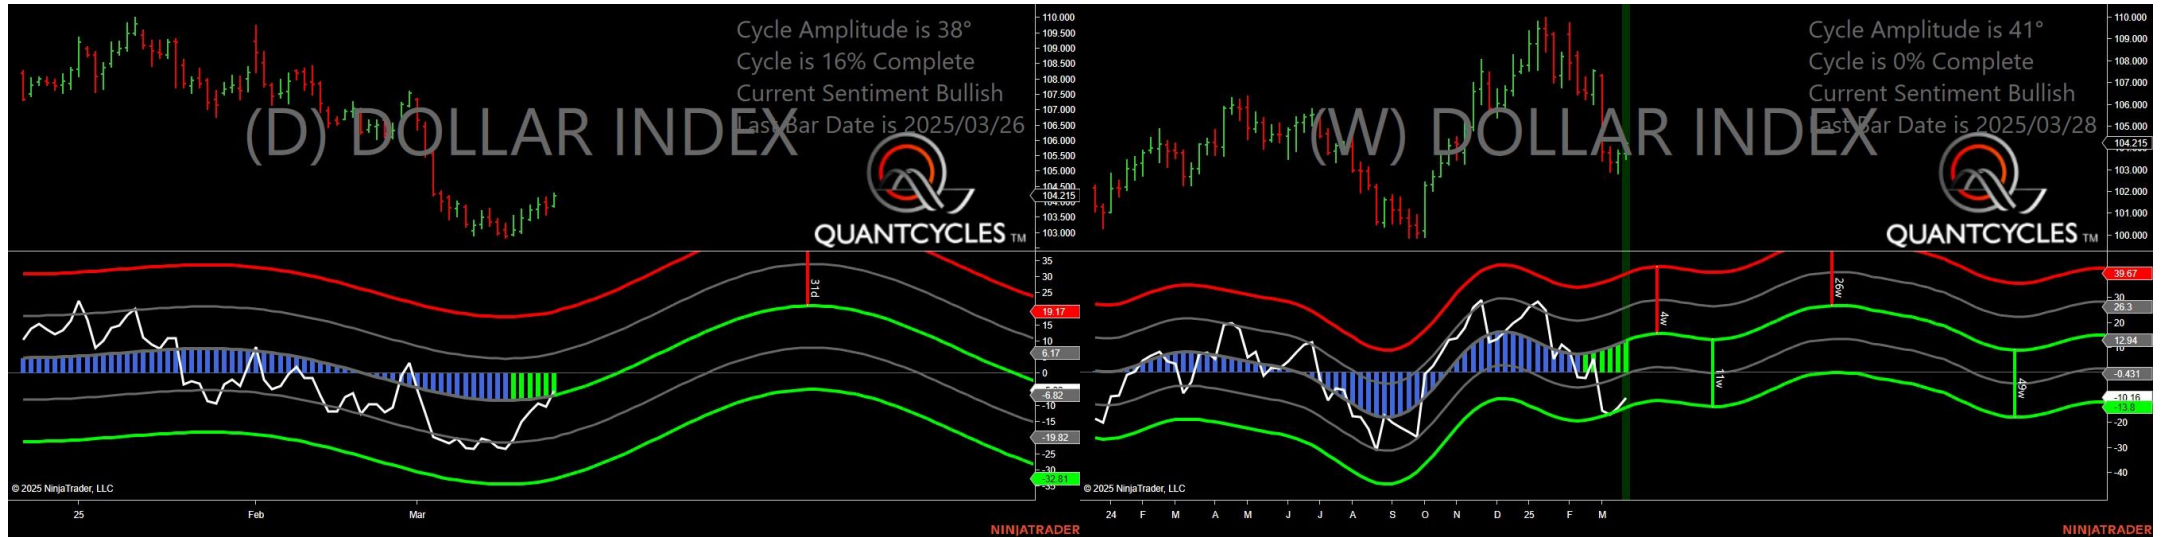 Cycle Amplitude is 38°
Cycle is 16% Complete
Current Sentiment Bullish
Last Bar Date is 2025/03/26
(D) DOLLAR INDEX
QUANTCYCLES TM
110.000
109.500
109.000
108.500
108.000
107.500
107.000
106.500
106.000
105.500
105.000
104.500
104.215
103.500
103.000
31d
35
30
25
19.17
15
10
6.17
0
-6.82
-10
-15
-19.82
-25
-30
-32.81
© 2025 NinjaTrader, LLC
25 Feb Mar
NINJATRADER
Cycle Amplitude is 41°
Cycle is 0% Complete
Current Sentiment Bullish
Last Bar Date is 2025/03/28
(W) DOLLAR INDEX
QUANTCYCLES TM
110.000
109.000
108.000
107.000
106.000
105.000
104.215
103.000
102.000
101.000
100.000
4w
11w
26w
49w
39.67
30
26.3
20
12.94
-0.431
-10.16
-13.8
-20
-30
-40
© 2025 NinjaTrader, LLC
24 F M A M J J A S O N D 25 F M
NINJATRADER